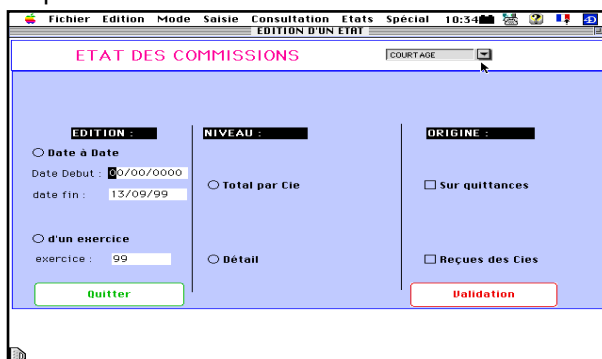 Fichier Edition Mode Saisie Consultation Etats Spécial 10:34
EDITION D'UN ETAT
ETAT DES COMMISSIONS
COURTAGE
EDITION :
NIVEAU :
ORIGINE :
Date à Date
Date Debut : 00/00/0000
Total par Cie
Sur quittances
date fin : 13/09/99
d'un exercice
exercice : 99
Détail
Reçues des Cies
Quitter
Validation